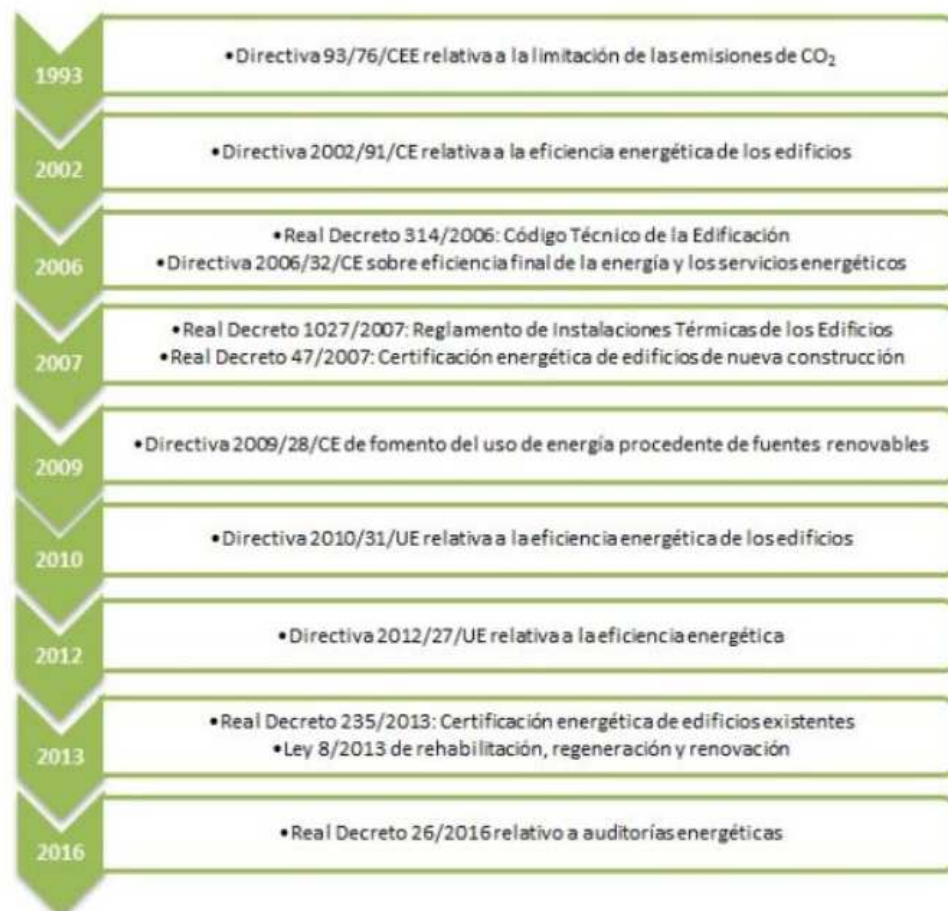 1993
•Directiva 93/76/CEE relativa a la limitación de las emisiones de CO₂
2002
•Directiva 2002/91/CE relativa a la eficiencia energética de los edificios
2006
•Real Decreto 314/2006: Código Técnico de la Edificación
•Directiva 2006/32/CE sobre eficiencia final de la energía y los servicios energéticos
2007
•Real Decreto 1027/2007: Reglamento de Instalaciones Térmicas de los Edificios
•Real Decreto 47/2007: Certificación energética de edificios de nueva construcción
2009
•Directiva 2009/28/CE de fomento del uso de energía procedente de fuentes renovables
2010
•Directiva 2010/31/UE relativa a la eficiencia energética de los edificios
2012
•Directiva 2012/27/UE relativa a la eficiencia energética
2013
•Real Decreto 235/2013: Certificación energética de edificios existentes
•Ley 8/2013 de rehabilitación, regeneración y renovación
2016
•Real Decreto 26/2016 relativo a auditorías energéticas